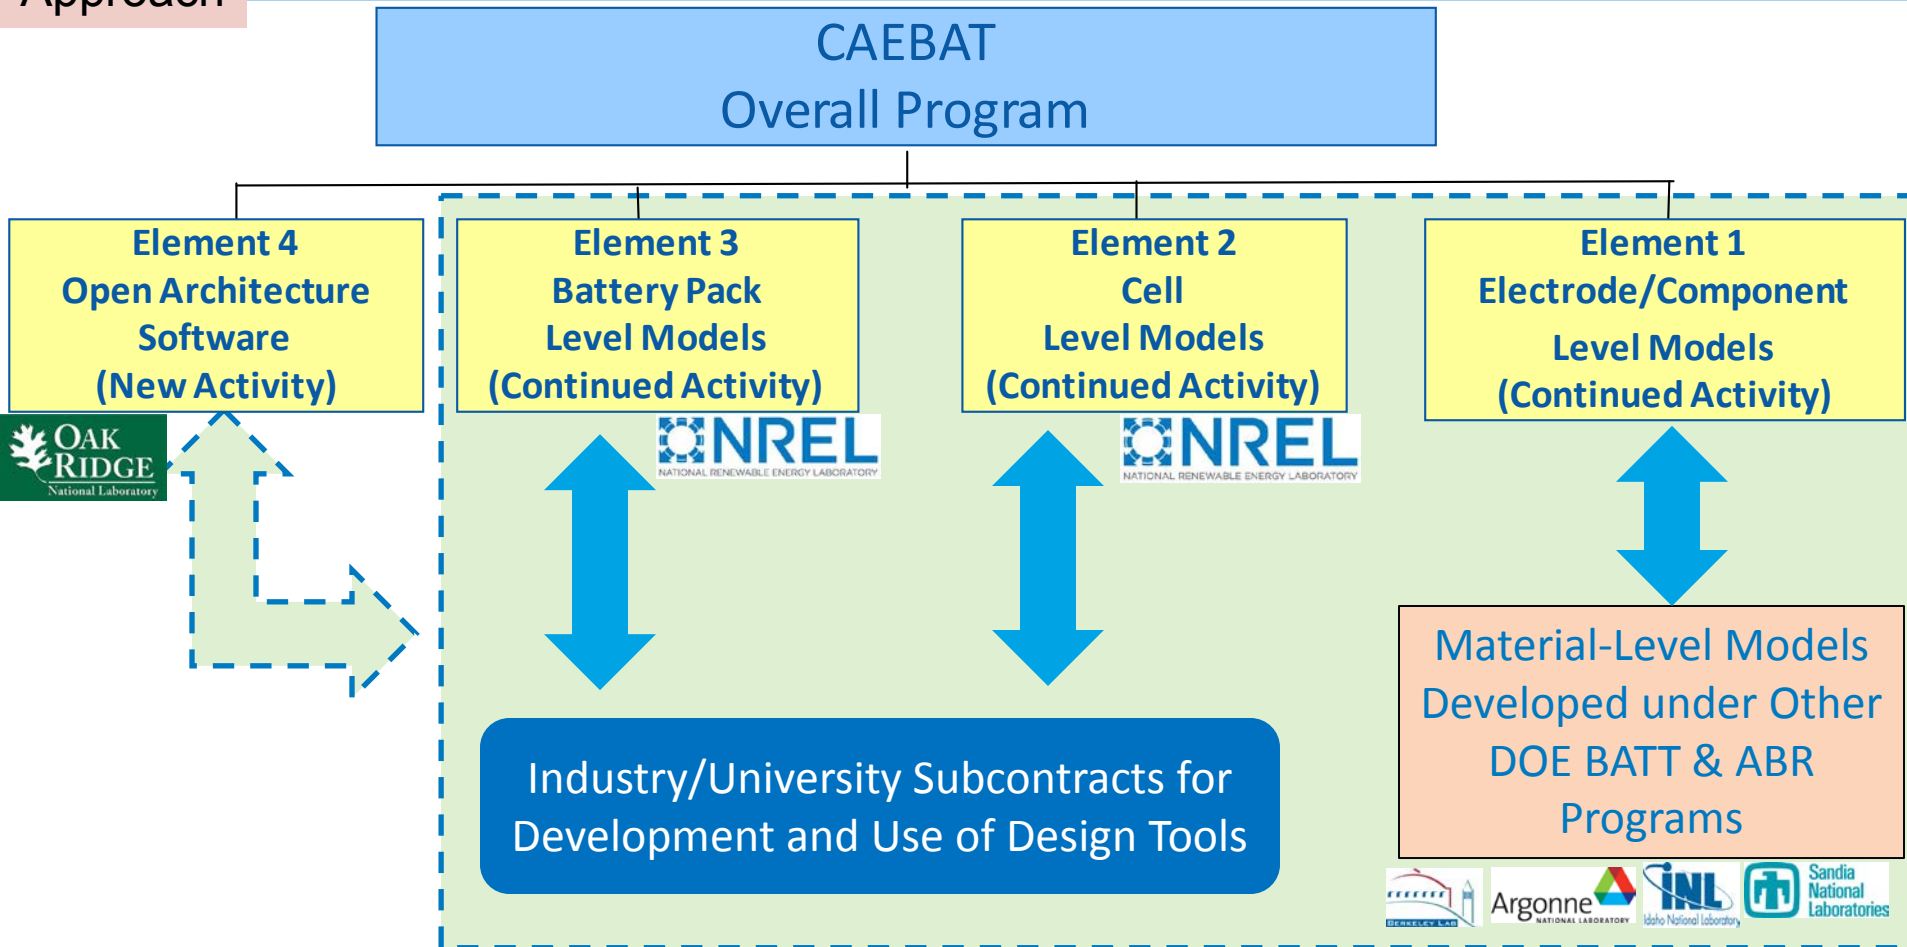 Approach
CAEBAT
Overall Program
Element 4
Open Architecture
Software
(New Activity)
Element 3
Battery Pack
Level Models
(Continued Activity)
Element 2
Cell
Level Models
(Continued Activity)
Element 1
Electrode/Component
Level Models
(Continued Activity)
OAK
RIDGE
National Laboratory
NREL
NATIONAL RENEWABLE ENERGY LABORATORY
NREL
NATIONAL RENEWABLE ENERGY LABORATORY
Industry/University Subcontracts for
Development and Use of Design Tools
Material-Level Models
Developed under Other
DOE BATT & ABR
Programs
BERKELEY LAB
Argonne
NATIONAL LABORATORY
INL
Idaho National Laboratory
Sandia
National
Laboratories